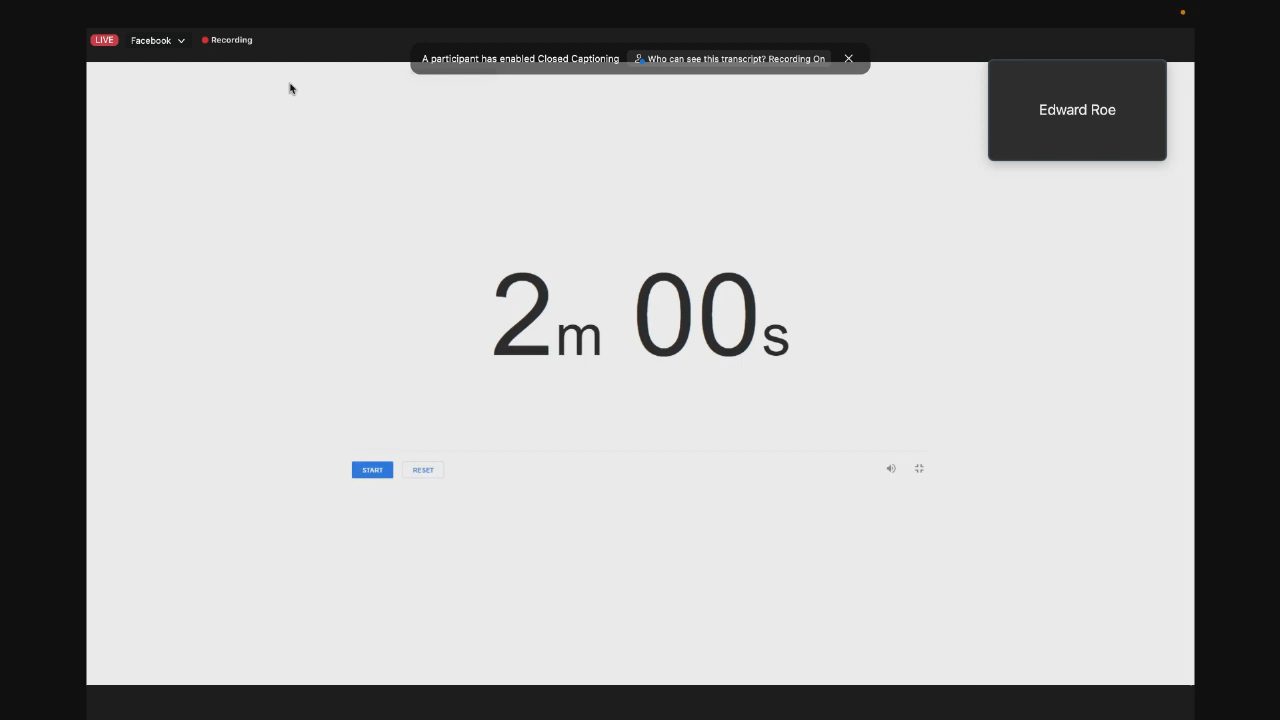 LIVE Facebook Recording
A participant has enabled Closed Captioning Who can see this transcript? Recording On
Edward Roe
2m 00s
START RESET